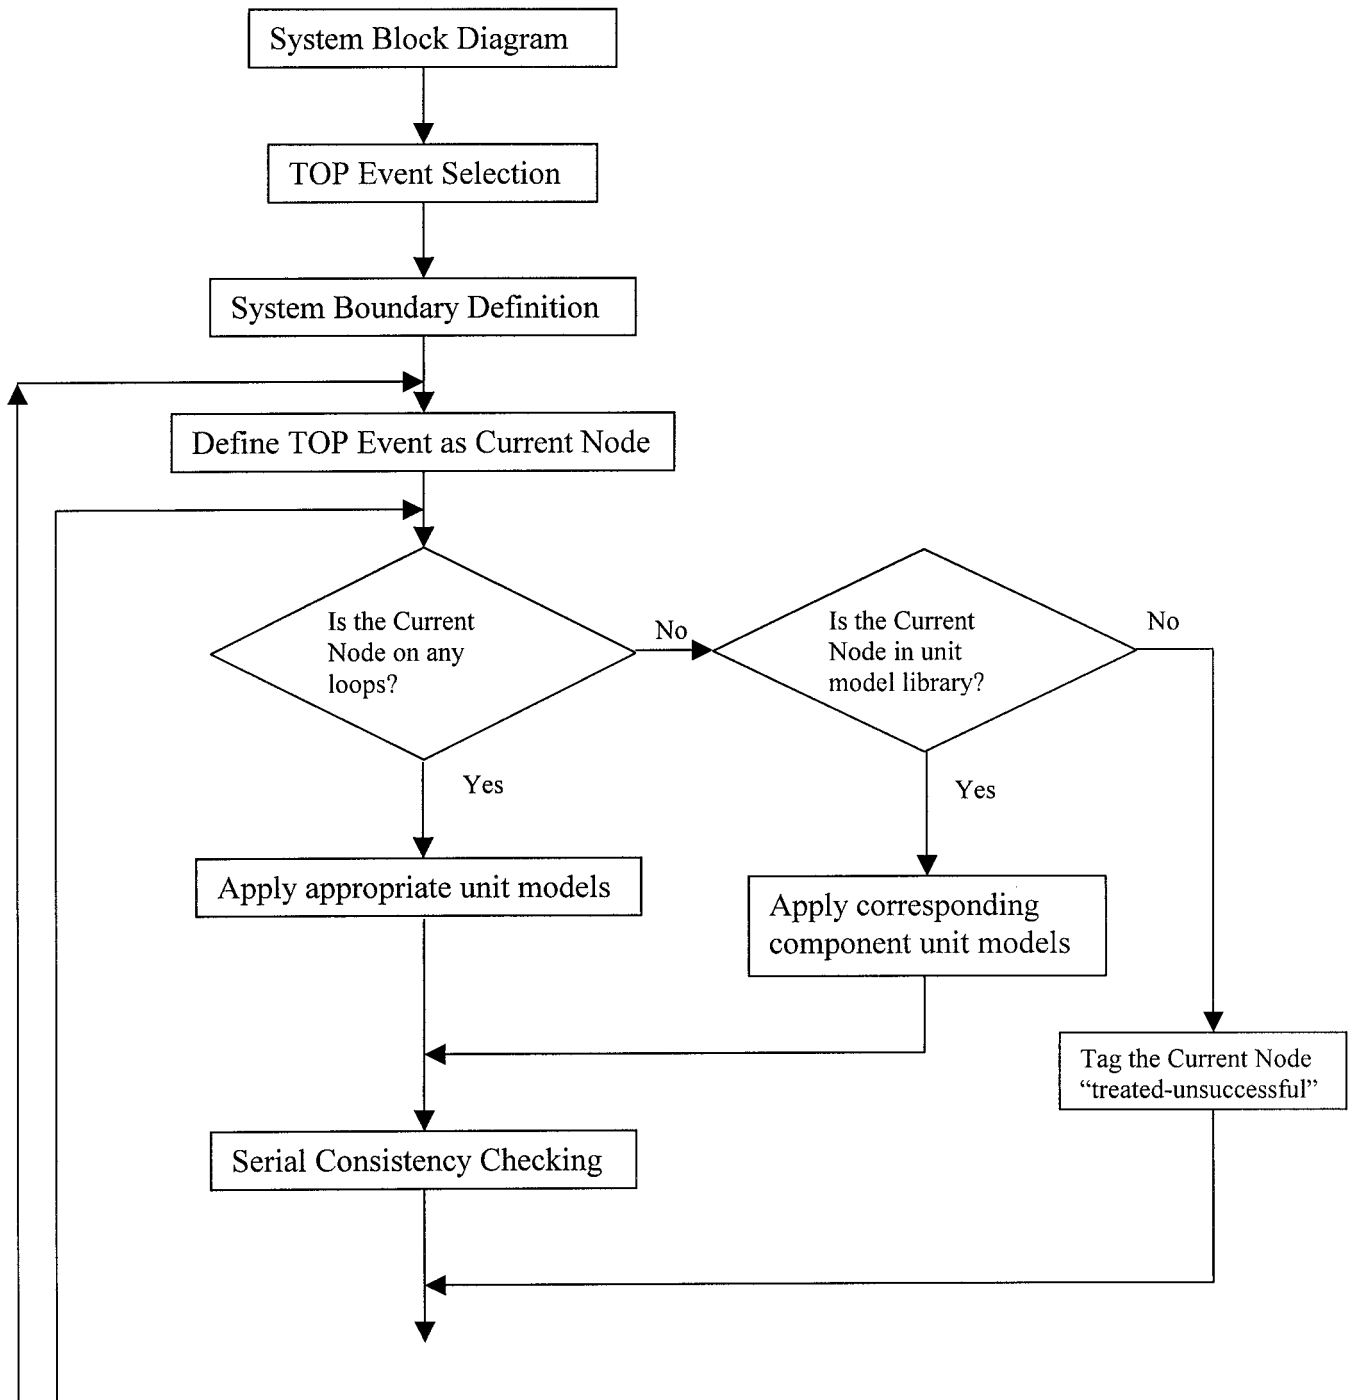 System Block Diagram
TOP Event Selection
System Boundary Definition
Define TOP Event as Current Node
Is the Current
Node on any
loops?
No
Is the Current
Node in unit
model library?
No
Yes
Yes
Apply appropriate unit models
Apply corresponding
component unit models
Tag the Current Node
“treated-unsuccessful”
Serial Consistency Checking